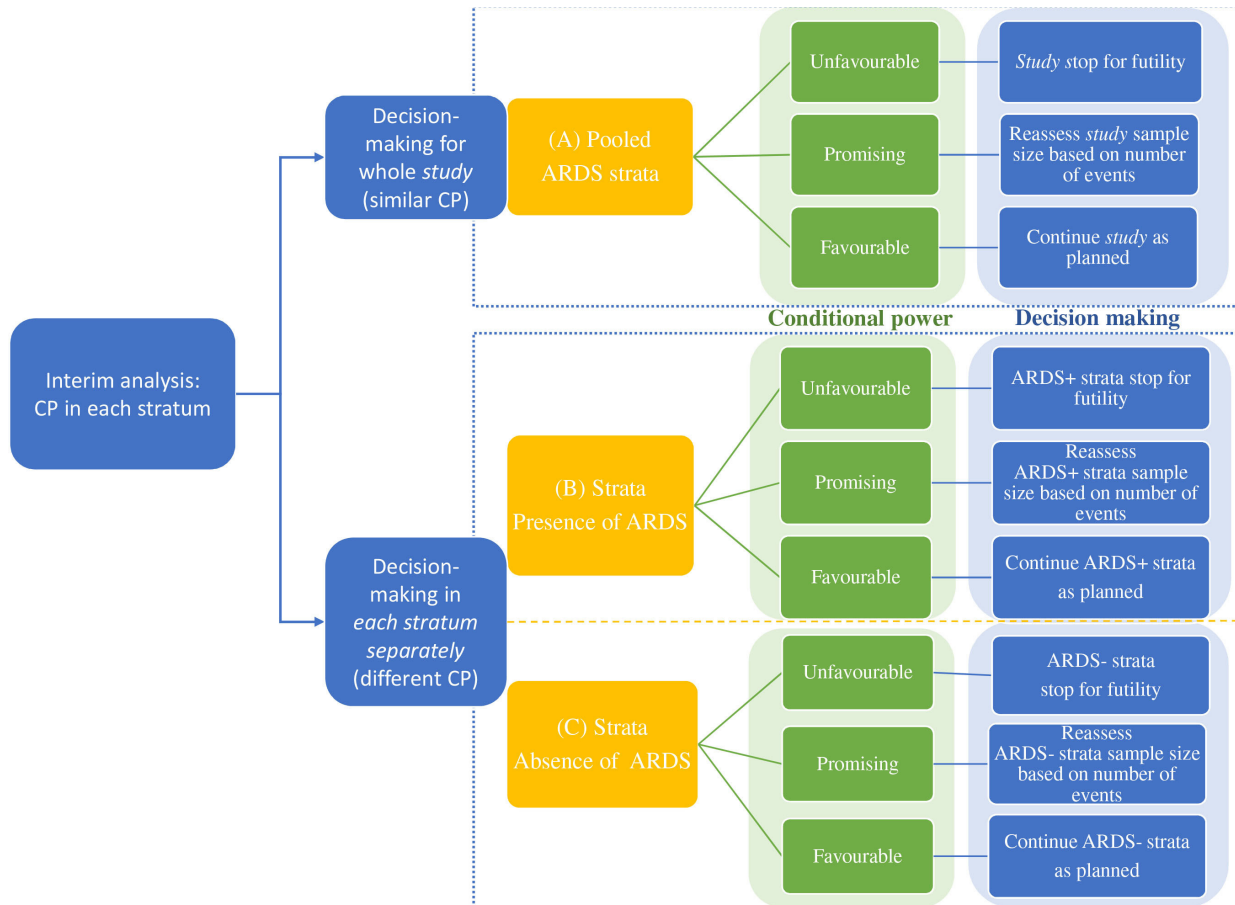 Interim analysis:
CP in each stratum
Decision-
making for
whole study
(similar CP)
(A) Pooled
ARDS strata
Unfavourable
Study stop for futility
Promising
Reassess study sample
size based on number
of events
Favourable
Continue study as
planned
Conditional power
Decision making
Decision-
making in
each stratum
separately
(different CP)
(B) Strata
Presence of ARDS
Unfavourable
ARDS+ strata stop for
futility
Promising
Reassess
ARDS+ strata sample
size based on number of
events
Favourable
Continue ARDS+ strata
as planned
(C) Strata
Absence of ARDS
Unfavourable
ARDS- strata
stop for futility
Promising
Reassess
ARDS- strata sample size
based on number of
events
Favourable
Continue ARDS- strata
as planned